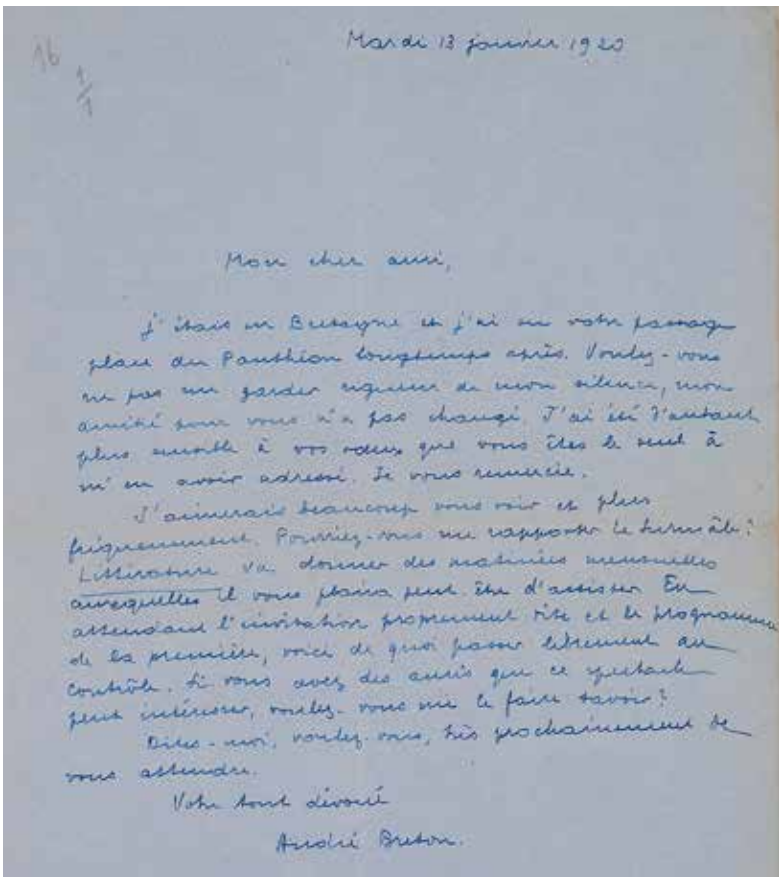 16
1/1
Mardi 13 janvier 1920
Mon cher ami,
J'étais en Bretagne et j'ai su votre passage
place du Panthéon longtemps après. Voulez-vous
ne pas me garder rigueur de mon silence, mon
amitié pour vous n'a pas changé. J'ai été d'autant
plus sensible à vos vœux que vous êtes le seul à
m'en avoir adressé. Je vous remercie.
J'aimerais beaucoup vous voir et plus
fréquemment. Pourriez-vous me rapporter le
Littérature va donner des matinées mensuelles
auxquelles il vous plaira peut être d'assister. En
attendant l'invitation proprement dite et le programme
de la première, voici de quoi passer librement au
contrôle. Si vous avez des amis que ce spectacle
peut intéresser, voulez-vous me le faire savoir?
Dites-moi, voulez-vous, très prochainement de
vous attendre.
Votre tout dévoué
André Breton.